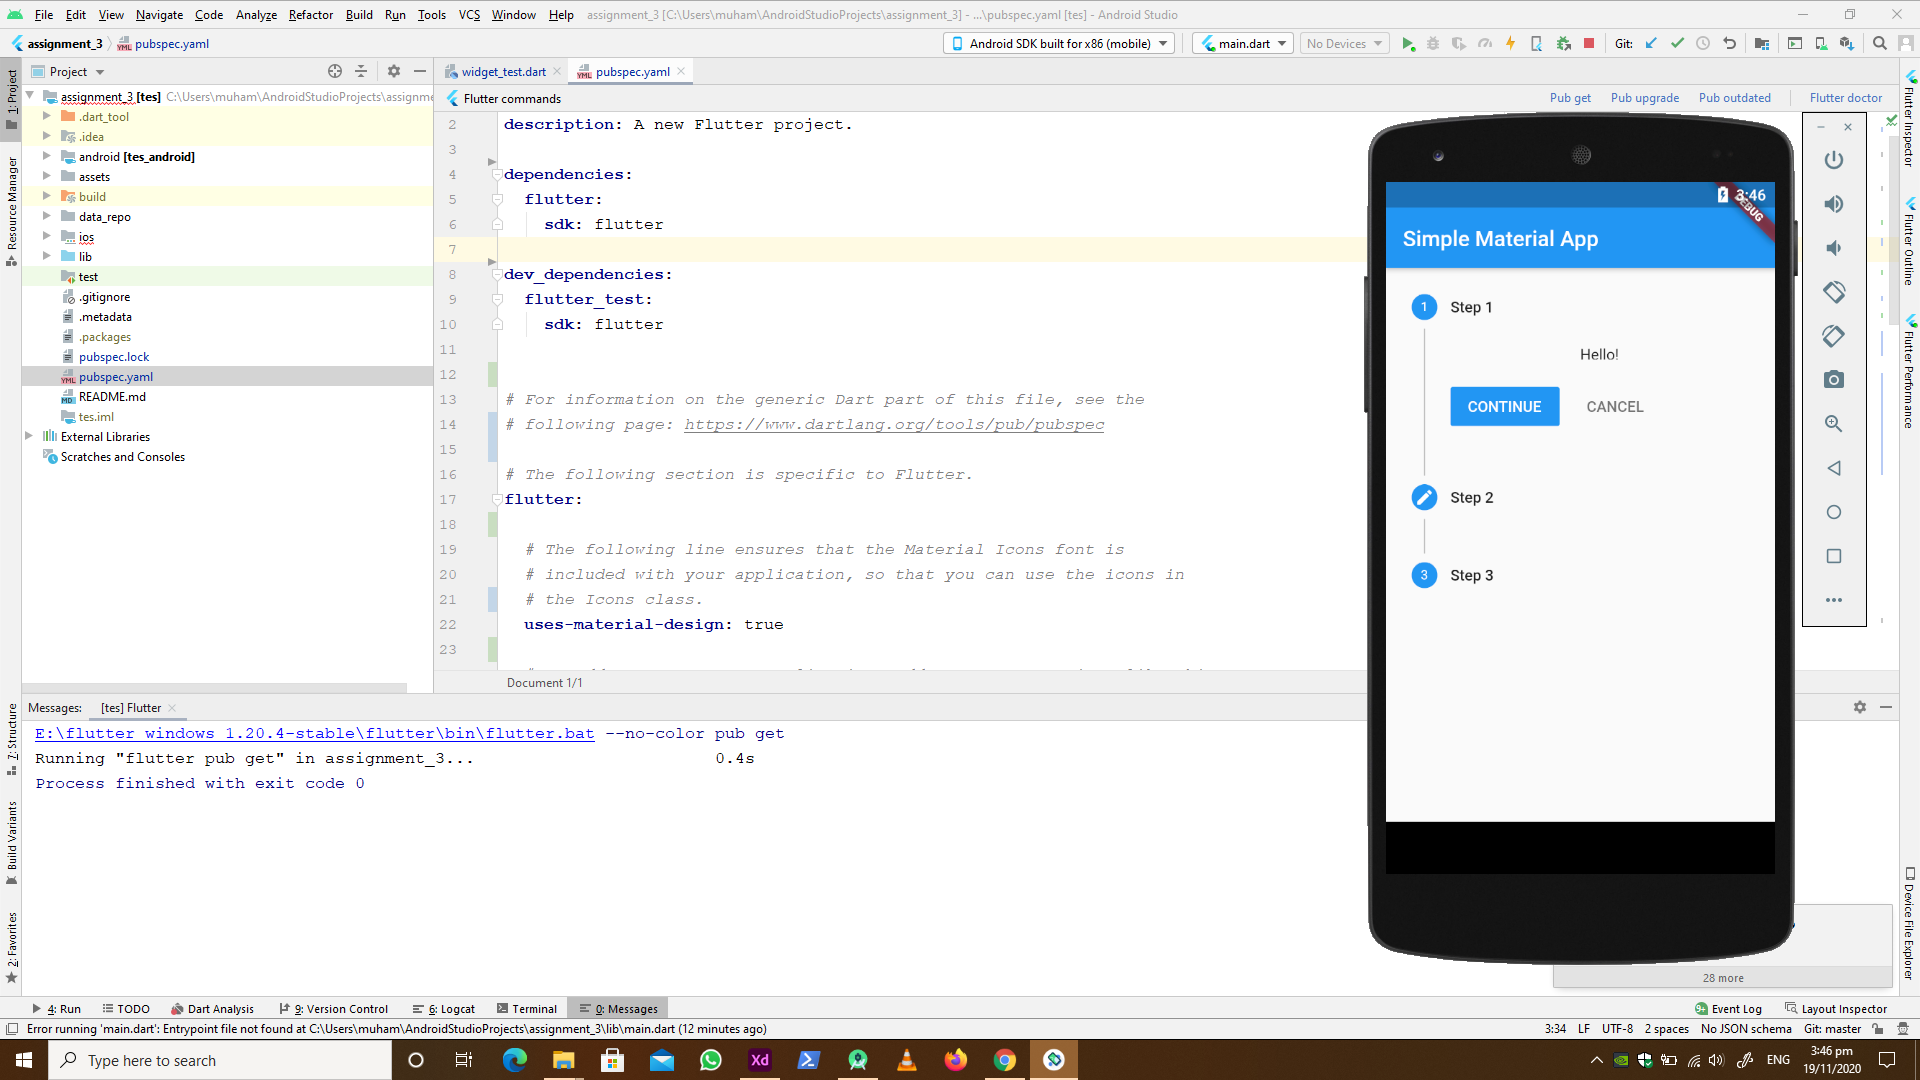 File Edit View Navigate Code Analyze Refactor Build Run Tools VCS Window Help assignment_3 [C:\Users\muham\AndroidStudioProjects\assignment_3] - ...\pubspec.yaml [tes] - Android Studio
assignment_3 pubspec.yaml Android SDK built for x86 (mobile) main.dart No Devices Git:
Project
widget_test.dart pubspec.yaml
1: Project
Resource Manager
7: Structure
Build Variants
2: Favorites
assignment_3 [tes] C:\Users\muham\AndroidStudioProjects\assignme
.dart_tool
.idea
android [tes_android]
assets
build
data_repo
ios
lib
test
.gitignore
.metadata
.packages
pubspec.lock
pubspec.yaml
README.md
tes.iml
External Libraries
Scratches and Consoles
Flutter commands Pub get Pub upgrade Pub outdated Flutter doctor
2 description: A new Flutter project.
3
4 dependencies:
5 flutter:
6 sdk: flutter
7
8 dev_dependencies:
9 flutter_test:
10 sdk: flutter
11
12
13 # For information on the generic Dart part of this file, see the
14 # following page: https://www.dartlang.org/tools/pub/pubspec
15
16 # The following section is specific to Flutter.
17 flutter:
18
19 # The following line ensures that the Material Icons font is
20 # included with your application, so that you can use the icons in
21 # the Icons class.
22 uses-material-design: true
23
Document 1/1
3:46
DEBUG
Simple Material App
1 Step 1
Hello!
CONTINUE CANCEL
Step 2
3 Step 3
Flutter Inspector
Flutter Outline
Flutter Performance
Device File Explorer
Messages: [tes] Flutter
E:\flutter_windows_1.20.4-stable\flutter\bin\flutter.bat --no-color pub get
Running "flutter pub get" in assignment_3... 0.4s
Process finished with exit code 0
28 more
4: Run TODO Dart Analysis 9: Version Control 6: Logcat Terminal 0: Messages Event Log Layout Inspector
Error running 'main.dart': Entrypoint file not found at C:\Users\muham\AndroidStudioProjects\assignment_3\lib\main.dart (12 minutes ago) 3:34 LF UTF-8 2 spaces No JSON schema Git: master
Type here to search Xd ENG 3:46 pm
19/11/2020